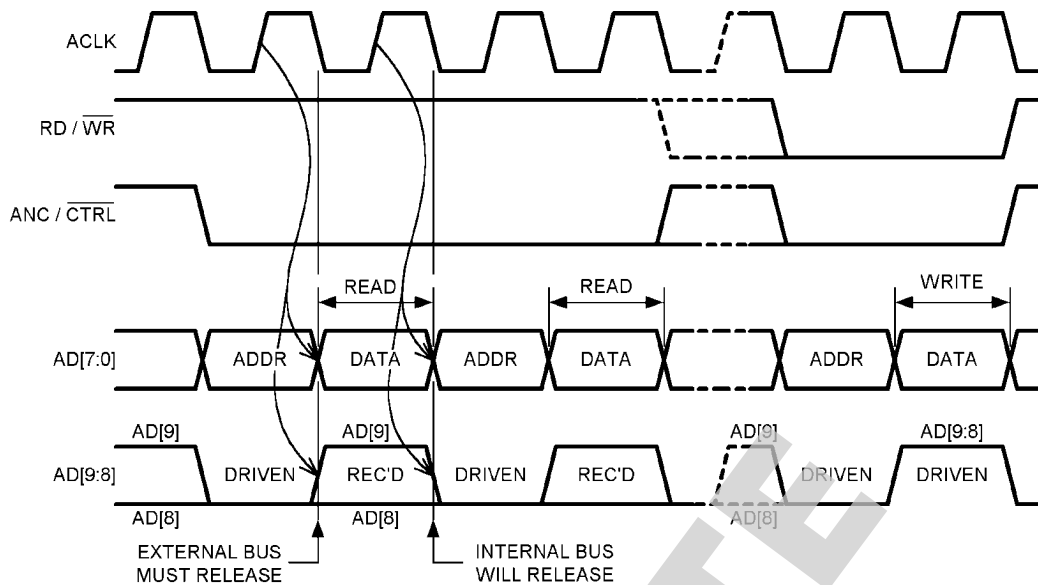 ACLK
RD / WR
ANC / CTRL
READ READ WRITE
AD[7:0] ADDR DATA ADDR DATA ADDR DATA
AD[9] AD[9] AD[9] AD[9:8]
AD[9:8] DRIVEN REC'D DRIVEN REC'D DRIVEN DRIVEN
AD[8] AD[8] AD[8]
EXTERNAL BUS
MUST RELEASE
INTERNAL BUS
WILL RELEASE